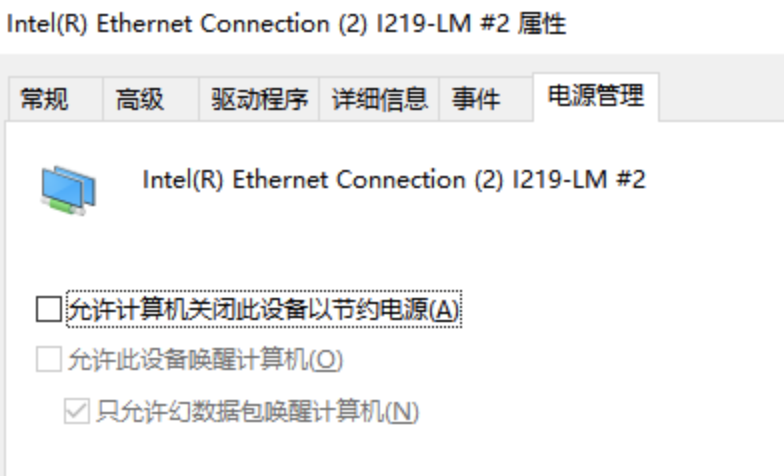 Intel(R) Ethernet Connection (2) I219-LM #2 属性
常规 高级 驱动程序 详细信息 事件 电源管理
Intel(R) Ethernet Connection (2) I219-LM #2
允许计算机关闭此设备以节约电源(A)
允许此设备唤醒计算机(O)
只允许幻数据包唤醒计算机(N)